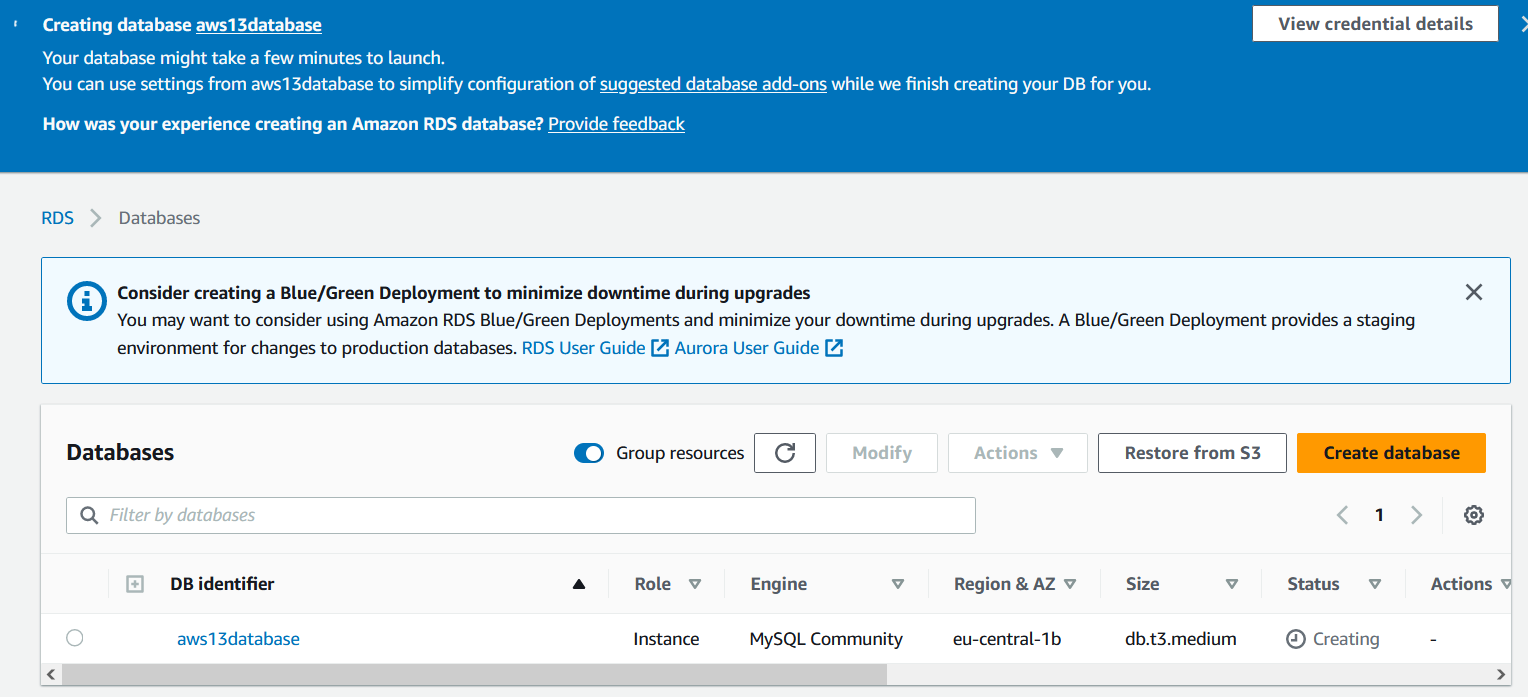 Creating database aws13database
View credential details
Your database might take a few minutes to launch.
You can use settings from aws13database to simplify configuration of suggested database add-ons while we finish creating your DB for you.
How was your experience creating an Amazon RDS database? Provide feedback
RDS > Databases
Consider creating a Blue/Green Deployment to minimize downtime during upgrades
You may want to consider using Amazon RDS Blue/Green Deployments and minimize your downtime during upgrades. A Blue/Green Deployment provides a staging
environment for changes to production databases. RDS User Guide Aurora User Guide
Databases Group resources Modify Actions Restore from S3 Create database
Filter by databases 1
DB identifier Role Engine Region & AZ Size Status Actions
aws13database Instance MySQL Community eu-central-1b db.t3.medium Creating -